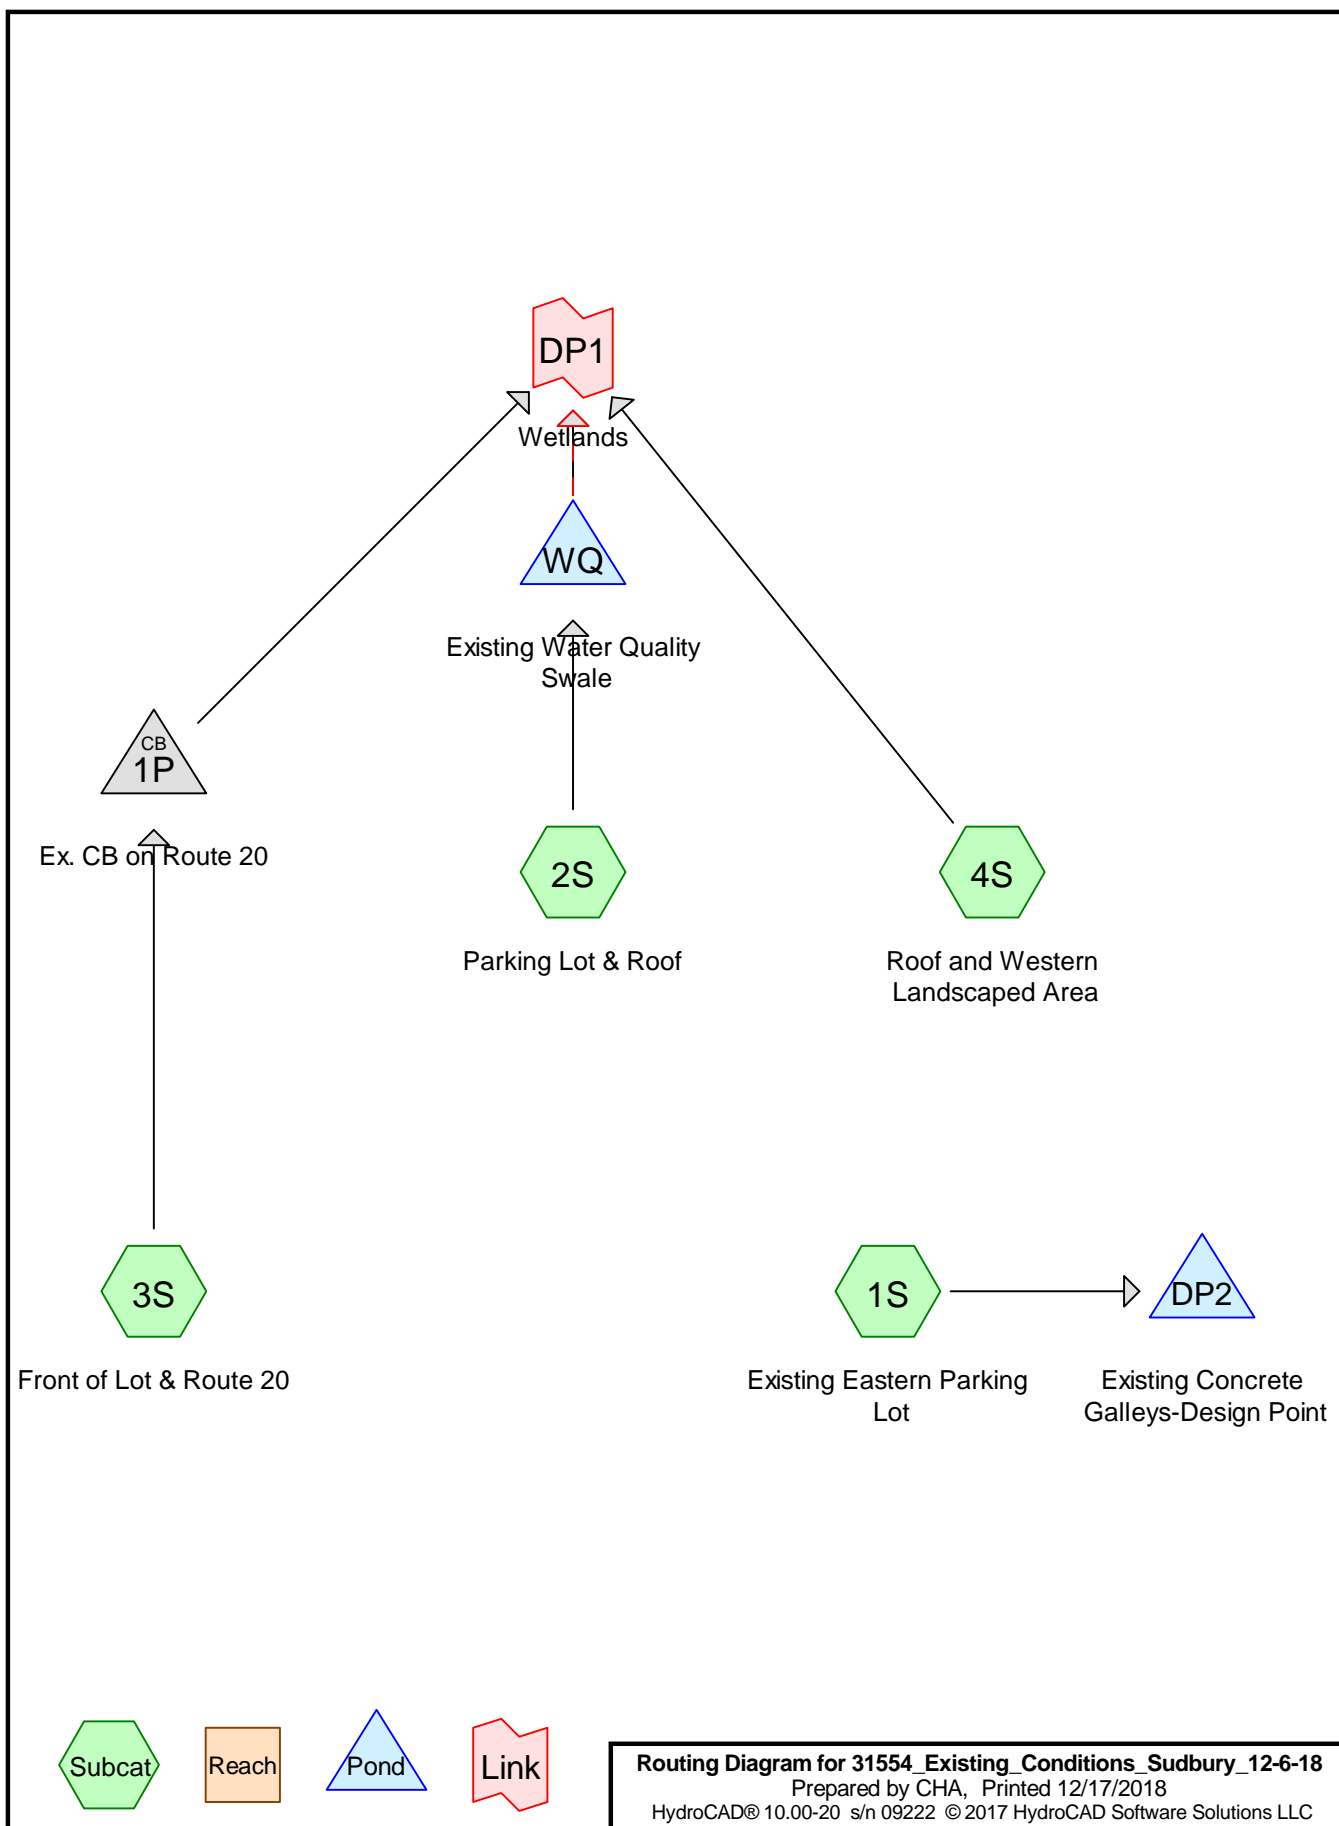 DP1
Wetlands
WQ
Existing Water Quality
Swale
CB
1P
Ex. CB on Route 20
2S
Parking Lot & Roof
4S
Roof and Western
Landscaped Area
3S
Front of Lot & Route 20
1S
Existing Eastern Parking
Lot
DP2
Existing Concrete
Galleys-Design Point
Subcat
Reach
Pond
Link
Routing Diagram for 31554_Existing_Conditions_Sudbury_12-6-18
Prepared by CHA, Printed 12/17/2018
HydroCAD® 10.00-20 s/n 09222 © 2017 HydroCAD Software Solutions LLC